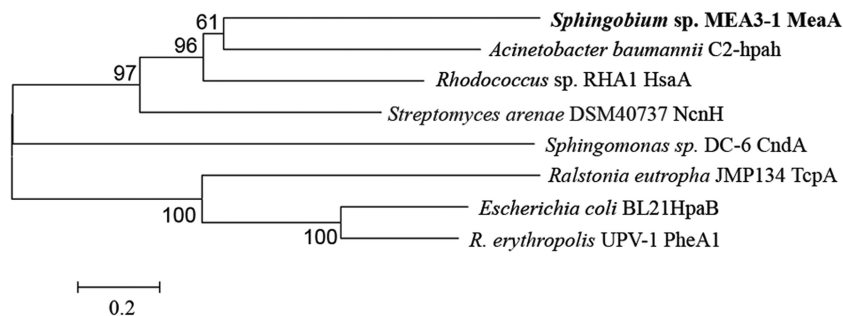 61 Sphingobium sp. MEA3-1 MeaA
96 Acinetobacter baumannii C2-hpah
97 Rhodococcus sp. RHA1 HsaA
Streptomyces arenae DSM40737 NcnH
Sphingomonas sp. DC-6 CndA
Ralstonia eutropha JMP134 TcpA
100 Escherichia coli BL21HpaB
100 R. erythropolis UPV-1 PheA1
0.2